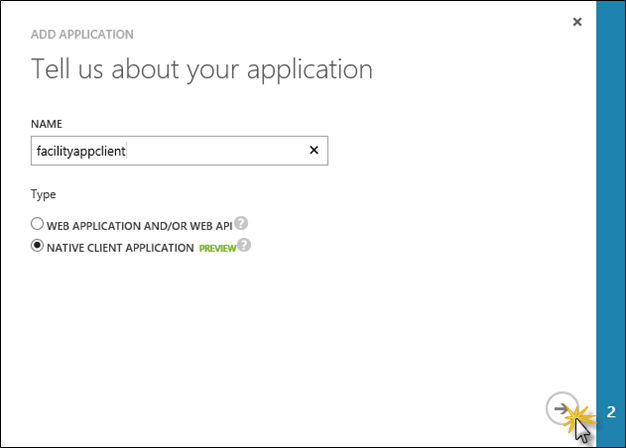 ADD APPLICATION
Tell us about your application
NAME
facilityappclient
Type
WEB APPLICATION AND/OR WEB API ?
NATIVE CLIENT APPLICATION PREVIEW ?
2